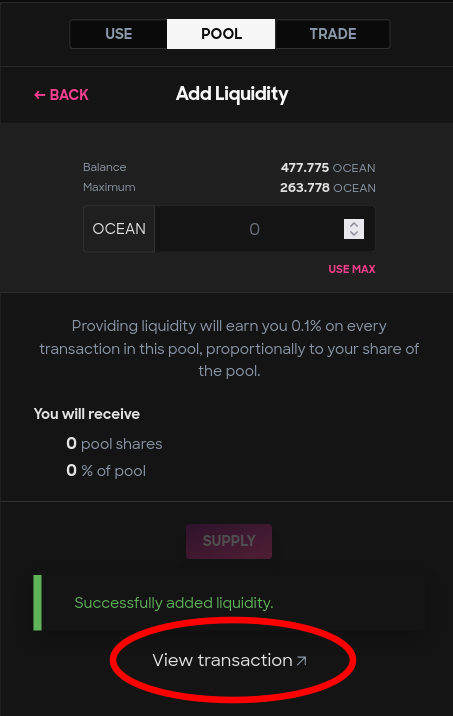 USE POOL TRADE
← BACK Add Liquidity
Balance 477.775 OCEAN
Maximum 263.778 OCEAN
OCEAN 0
USE MAX
Providing liquidity will earn you 0.1% on every
transaction in this pool, proportionally to your share of
the pool.
You will receive
0 pool shares
0 % of pool
SUPPLY
Successfully added liquidity.
View transaction ↗